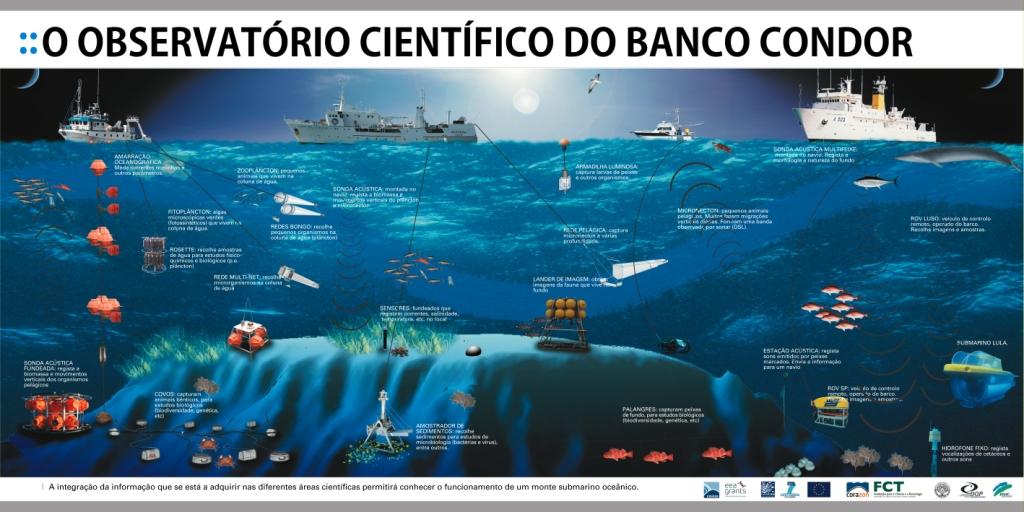 O OBSERVATÓRIO CIENTÍFICO DO BANCO CONDOR
AMARRAÇÃO
OCEANOGRÁFICA
Mede correntes marinhas e
outros parâmetros.
ZOOPLÂNCTON: pequenos
animais que vivem na
coluna de água.
SONDA ACÚSTICA: montada no
navio, regista a biomassa e
movimentos verticais do plâncton
e micronecton
ARMADILHA LUMINOSA:
captura larvas de peixes
e outros organismos.
SONDA ACÚSTICA MULTIFEIXE:
montada no navio. Regista a
morfologia e natureza do fundo.
A 523
FITOPLÂNCTON: algas
microscópicas verdes
(fotossintéticos) que vivem na
coluna de água.
REDES BONGO: recolhe
pequenos organismos na
coluna de água (plâncton)
REDE PELÁGICA: captura
micronecton a várias
profundidades.
MICRONECTON: pequenos animais
pelágicos. Muitos fazem migrações
verticais diárias. Formam uma banda
observada por sonar (DSL).
ROV LUSO: veículo de controlo
remoto, operado do barco.
Recolhe imagens e amostras.
ROSETTE: recolhe amostras
de água para estudos físico-
químicos e biológicos (p.e.
plâncton)
REDE MULTI-NET: recolhe
microrganismos na coluna
de água
LANDER DE IMAGEM: obtém
imagens da fauna que vive no
fundo
SENSORES: fundeados que
registem correntes, salinidade,
temperatura, etc. no local
SONDA ACÚSTICA
FUNDEADA: regista a
biomassa e movimentos
verticais dos organismos
pelágicos
COVOS: capturam
animais bênticos, para
estudos biológicos
(biodiversidade, genética,
etc)
AMOSTRADOR DE
SEDIMENTOS: recolhe
sedimentos para estudos de
microbiologia (bactérias e vírus),
entre outros.
PALANGRES: capturam peixes
de fundo, para estudos biológicos
(biodiversidade, genética, etc)
ESTAÇÃO ACÚSTICA: regista
sons emitidos por peixes
marcados. Envia a informação
para um navio
ROV SP: veículo de controlo
remoto, operado do barco.
Recolhe imagens e amostras.
SUBMARINO LULA.
HIDROFONE FIXO: regista
vocalizações de cetáceos e
outros sons
A integração da informação que se está a adquirir nas diferentes áreas científicas permitirá conhecer o funcionamento de um monte submarino oceânico.
eea
grants
corazon
FCT
DOP